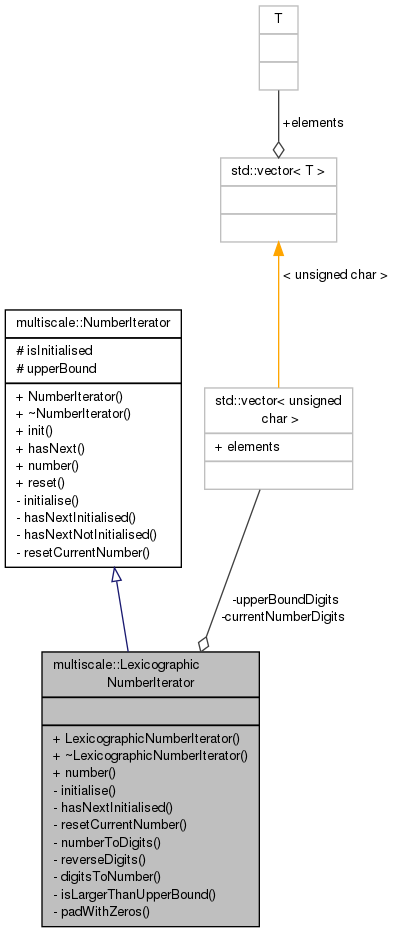 T
+elements
std::vector< T >
< unsigned char >
multiscale::NumberIterator
# isInitialised
# upperBound
+ NumberIterator()
+ ~NumberIterator()
+ init()
+ hasNext()
+ number()
+ reset()
- initialise()
- hasNextInitialised()
- hasNextNotInitialised()
- resetCurrentNumber()
std::vector< unsigned
char >
+ elements
-upperBoundDigits
-currentNumberDigits
multiscale::Lexicographic
NumberIterator
+ LexicographicNumberIterator()
+ ~LexicographicNumberIterator()
+ number()
- initialise()
- hasNextInitialised()
- resetCurrentNumber()
- numberToDigits()
- reverseDigits()
- digitsToNumber()
- isLargerThanUpperBound()
- padWithZeros()